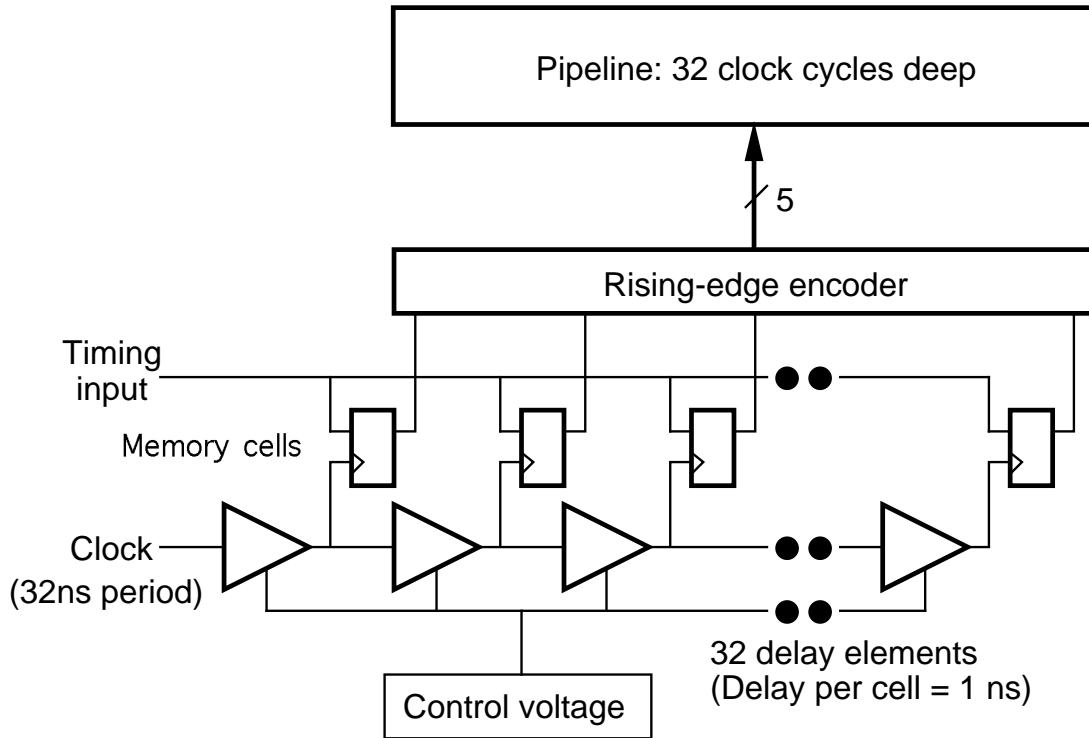 Pipeline: 32 clock cycles deep
5
Rising-edge encoder
Timing
input
Memory cells
Clock
(32ns period)
32 delay elements
(Delay per cell = 1 ns)
Control voltage